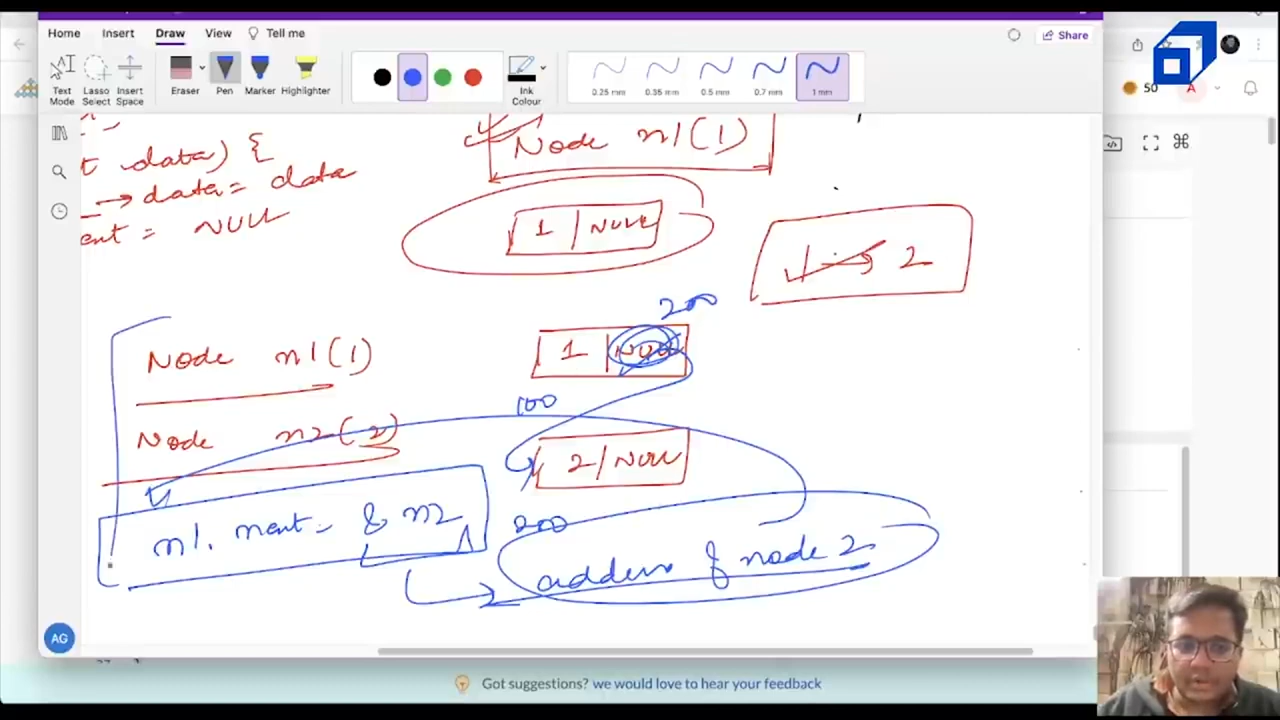 Home Insert Draw View Tell me
Share
Text Mode
Lasso Select
Insert Space
Eraser
Pen
Marker
Highlighter
Ink Colour
0.25 mm
0.35 mm
0.5 mm
0.7 mm
1 mm
50
A
t data) {
→ data = data
= NULL
Node n1(1)
1 | NULL
1 → 2
200
Node n1(1)
1 | NULL
100
Node n2(2)
2 | NULL
200
n1. next = & n2
address of node 2
AG
Got suggestions? we would love to hear your feedback